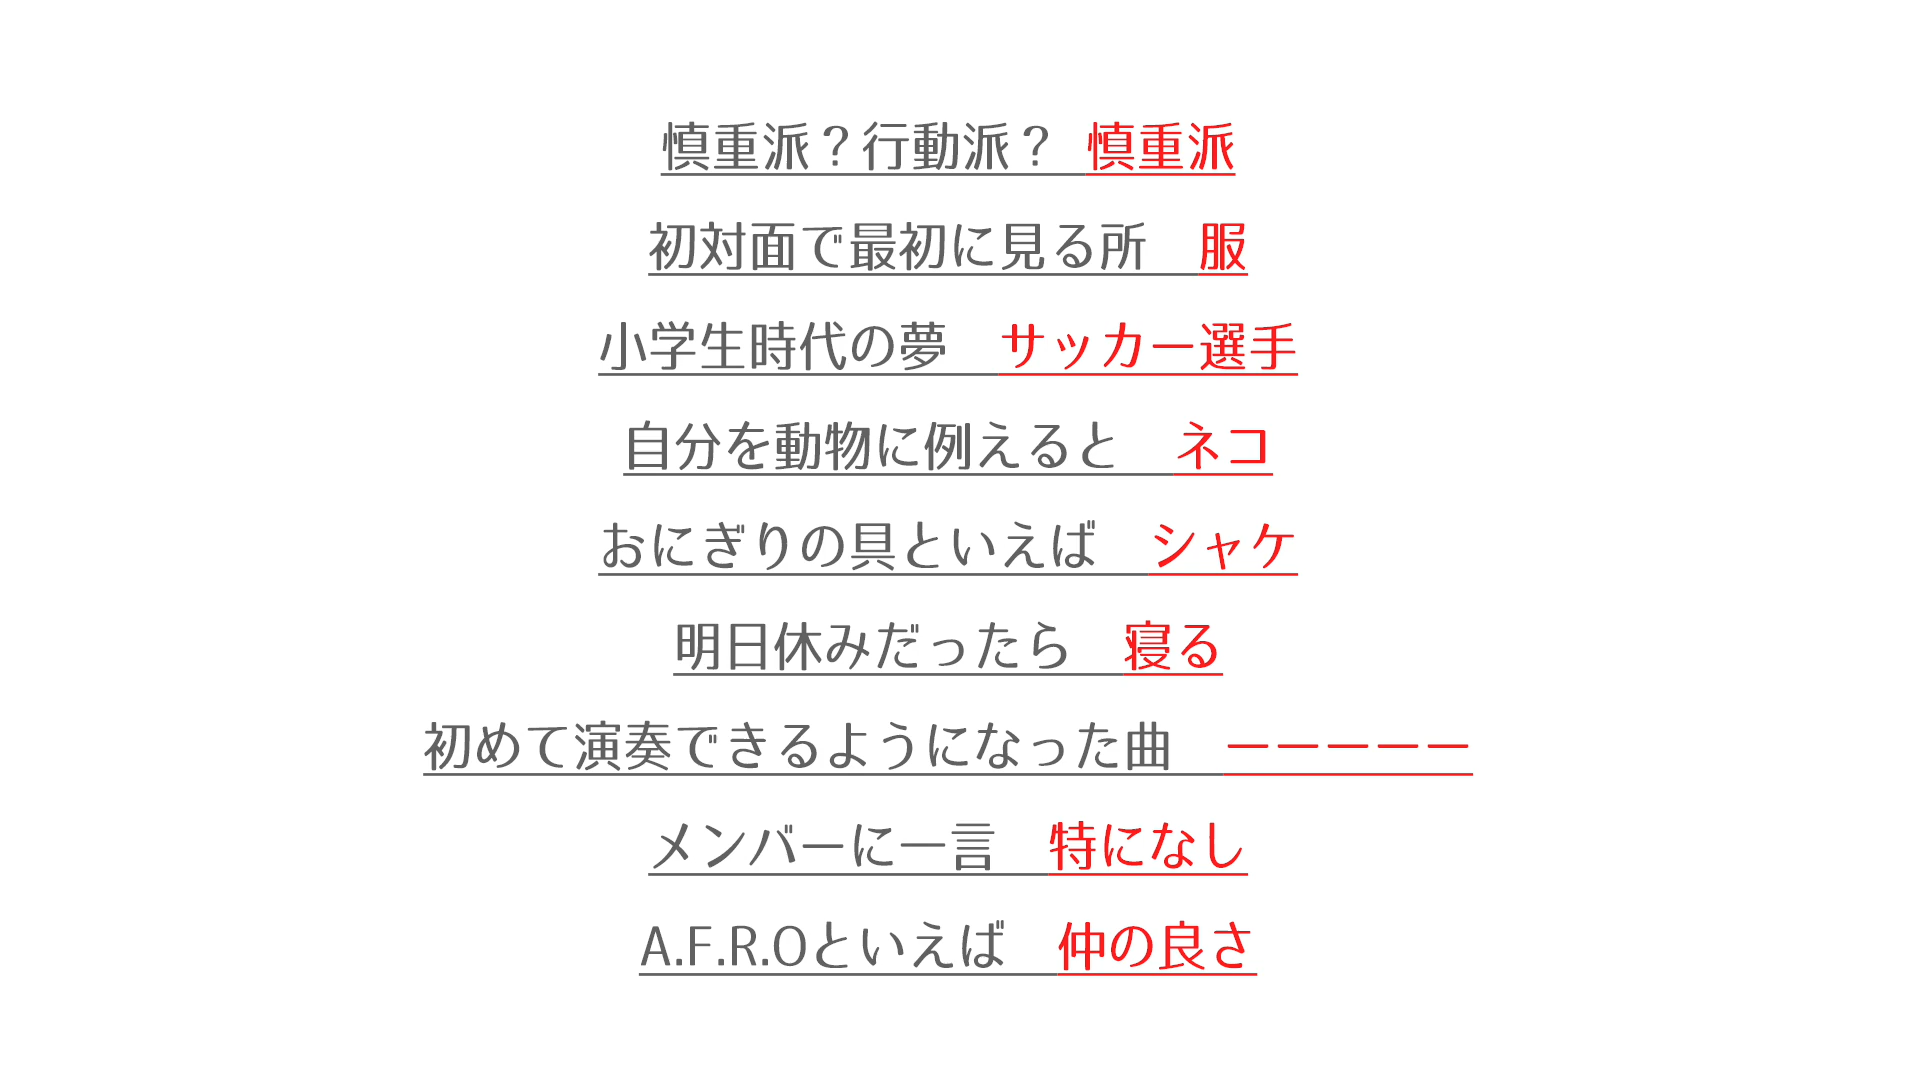 慎重派？行動派？ 慎重派
初対面で最初に見る所　服
小学生時代の夢　サッカー選手
自分を動物に例えると　ネコ
おにぎりの具といえば　シャケ
明日休みだったら　寝る
初めて演奏できるようになった曲　ーーーーー
メンバーに一言　特になし
A.F.R.Oといえば　仲の良さ